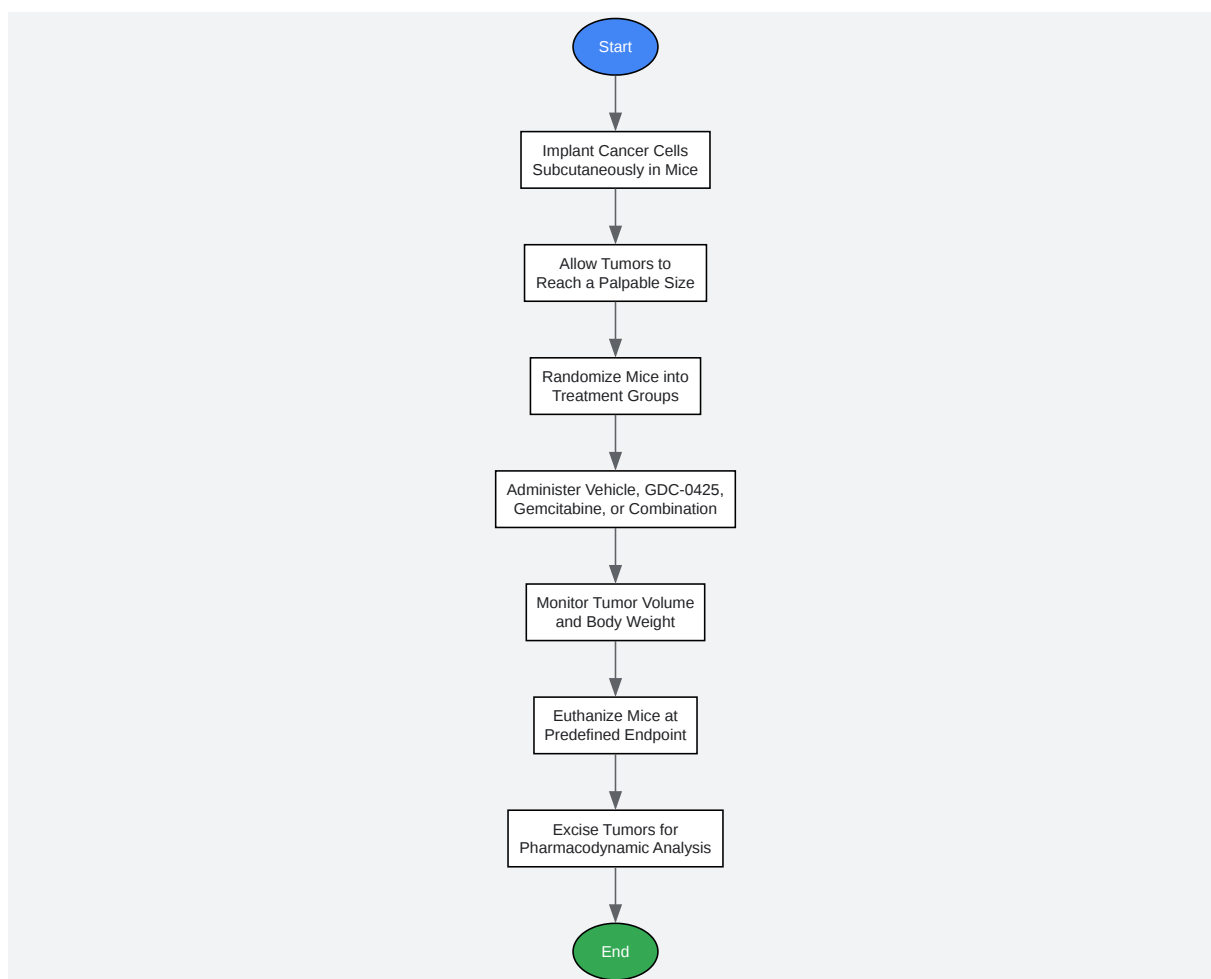 Start
Implant Cancer Cells
Subcutaneously in Mice
Allow Tumors to
Reach a Palpable Size
Randomize Mice into
Treatment Groups
Administer Vehicle, GDC-0425,
Gemcitabine, or Combination
Monitor Tumor Volume
and Body Weight
Euthanize Mice at
Predefined Endpoint
Excise Tumors for
Pharmacodynamic Analysis
End